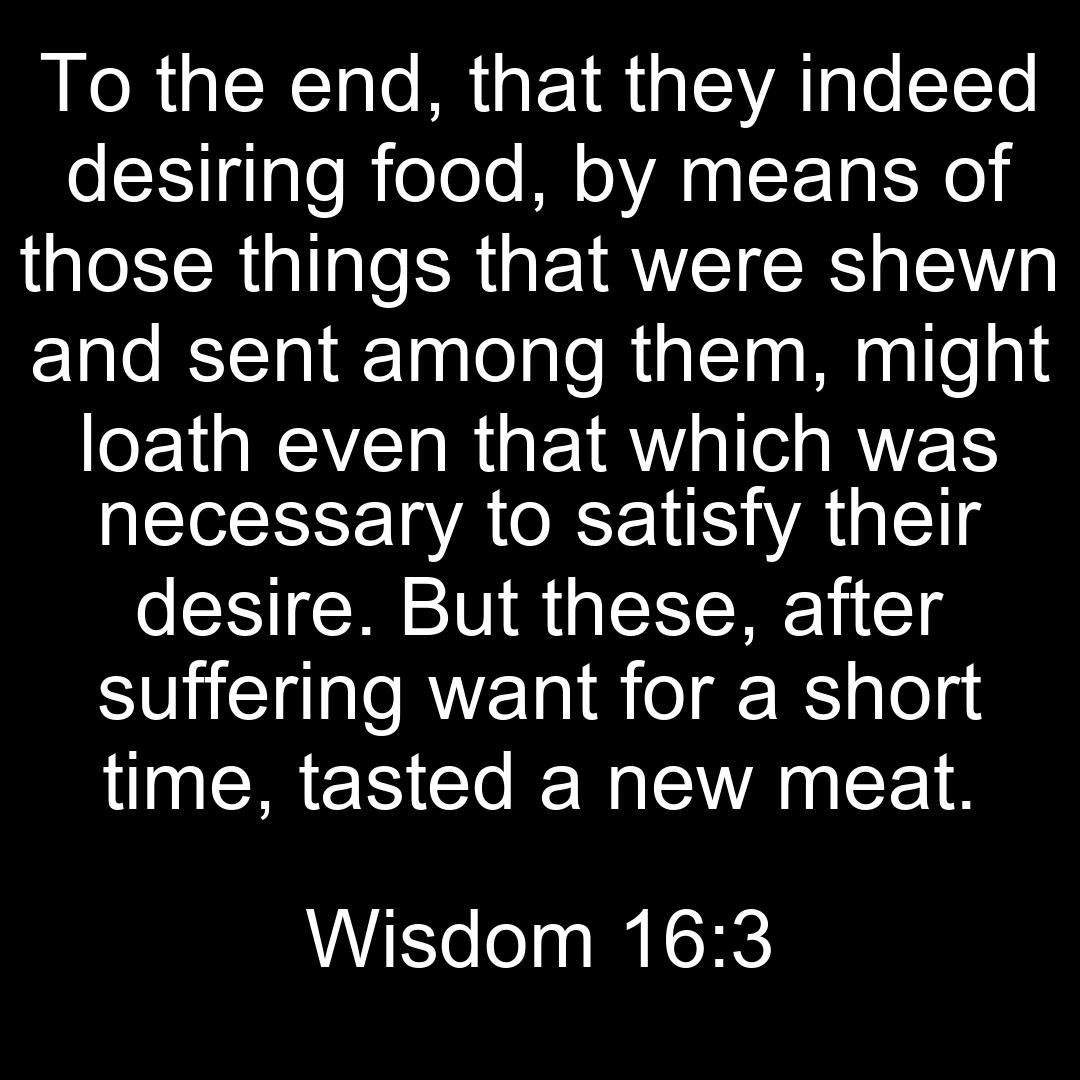 To the end, that they indeed
desiring food, by means of
those things that were shewn
and sent among them, might
loath even that which was
necessary to satisfy their
desire. But these, after
suffering want for a short
time, tasted a new meat.
Wisdom 16:3